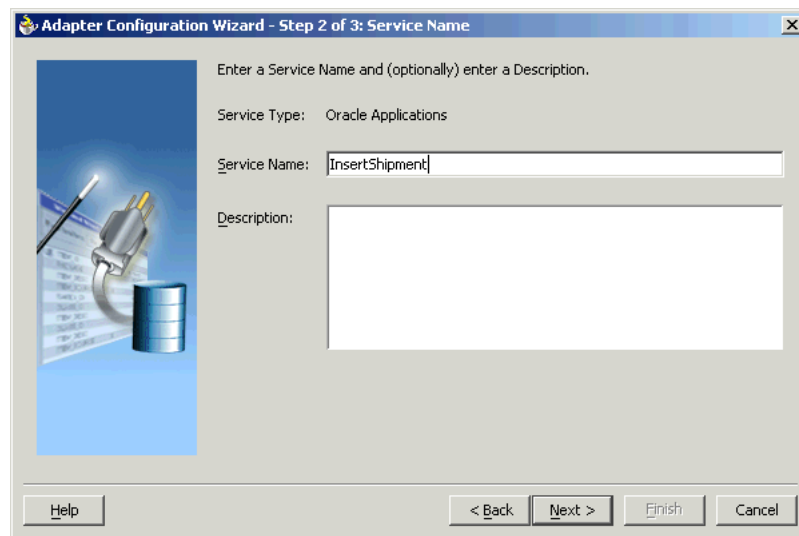 Adapter Configuration Wizard - Step 2 of 3: Service Name
Enter a Service Name and (optionally) enter a Description.
Service Type: Oracle Applications
Service Name: InsertShipment
Description:
Help < Back Next > Finish Cancel